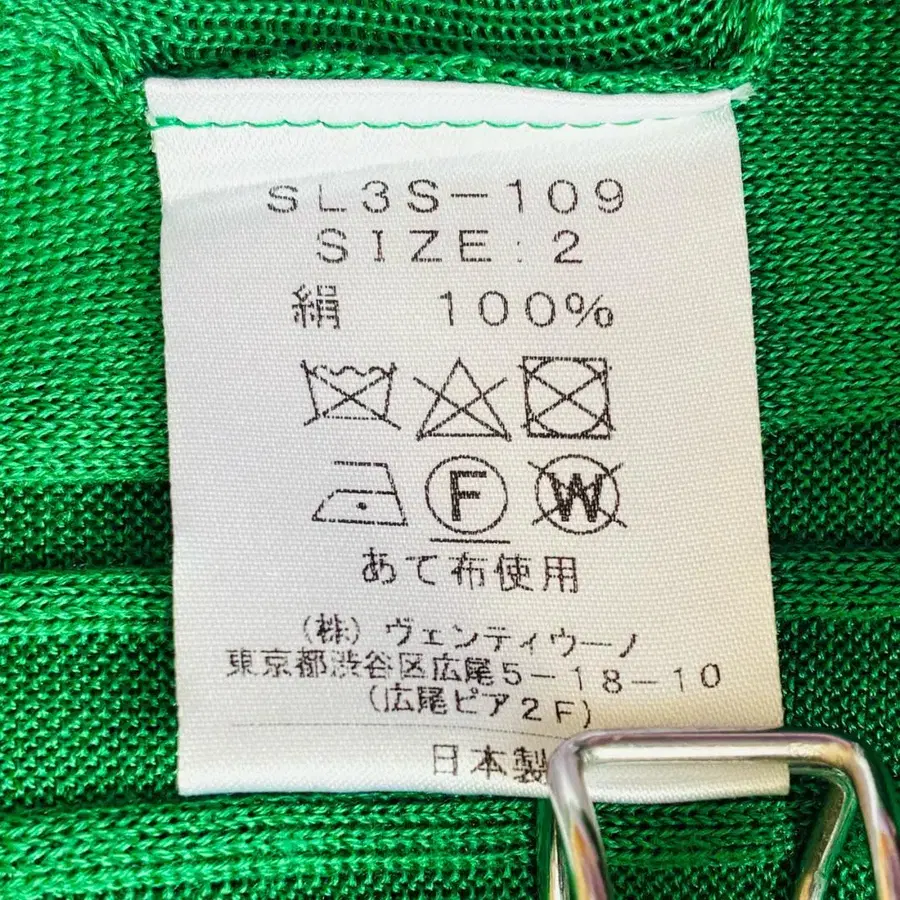 SL3S-109
SIZE:2
絹 100%
F W
あて布使用
(株)ヴェンティウーノ
東京都渋谷区広尾5-18-10
(広尾ピア2F)
日本製